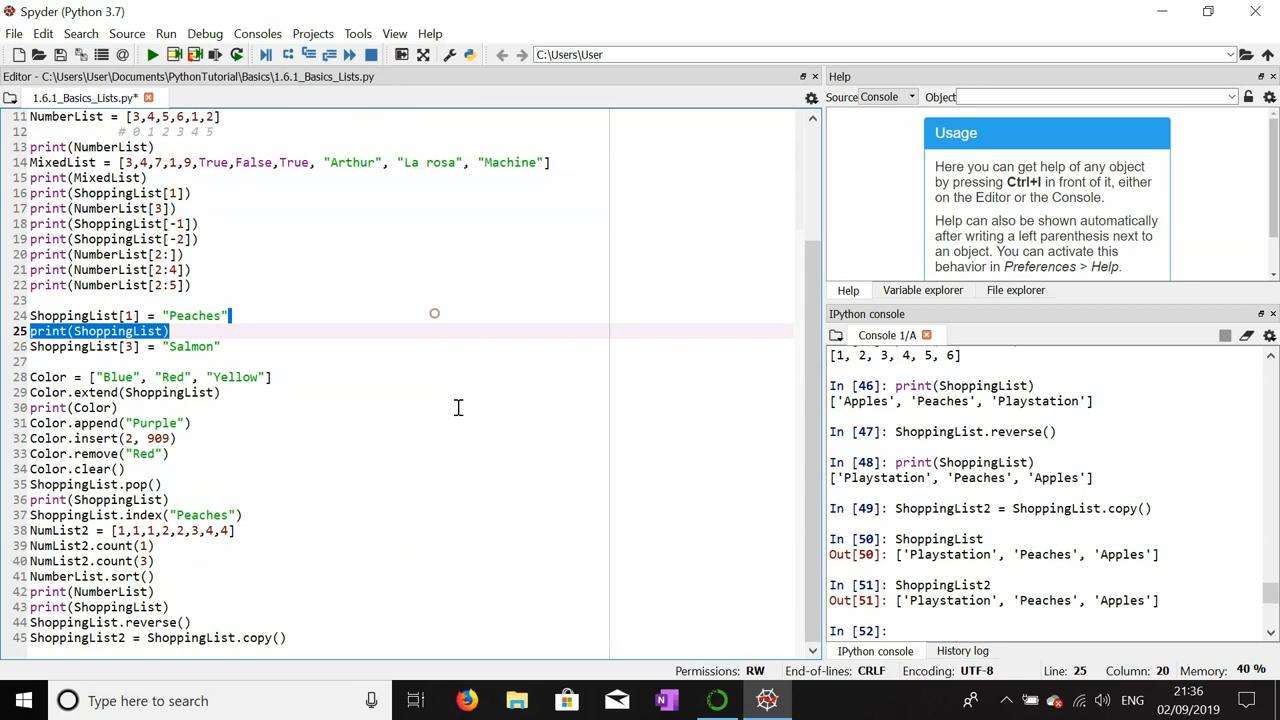 Spyder (Python 3.7)
File Edit Search Source Run Debug Consoles Projects Tools View Help
C:\Users\User
Editor - C:\Users\User\Documents\PythonTutorial\Basics\1.6.1_Basics_Lists.py
1.6.1_Basics_Lists.py*
11 NumberList = [3,4,5,6,1,2]
12 # 0 1 2 3 4 5
13 print(NumberList)
14 MixedList = [3,4,7,1,9,True,False,True, "Arthur", "La rosa", "Machine"]
15 print(MixedList)
16 print(ShoppingList[1])
17 print(NumberList[3])
18 print(ShoppingList[-1])
19 print(ShoppingList[-2])
20 print(NumberList[2:])
21 print(NumberList[2:4])
22 print(NumberList[2:5])
23
24 ShoppingList[1] = "Peaches"
25 print(ShoppingList)
26 ShoppingList[3] = "Salmon"
27
28 Color = ["Blue", "Red", "Yellow"]
29 Color.extend(ShoppingList)
30 print(Color)
31 Color.append("Purple")
32 Color.insert(2, 909)
33 Color.remove("Red")
34 Color.clear()
35 ShoppingList.pop()
36 print(ShoppingList)
37 ShoppingList.index("Peaches")
38 NumList2 = [1,1,1,2,2,3,4,4]
39 NumList2.count(1)
40 NumList2.count(3)
41 NumberList.sort()
42 print(NumberList)
43 print(ShoppingList)
44 ShoppingList.reverse()
45 ShoppingList2 = ShoppingList.copy()
Help
Source Console Object
Usage
Here you can get help of any object
by pressing Ctrl+I in front of it, either
on the Editor or the Console.
Help can also be shown automatically
after writing a left parenthesis next to
an object. You can activate this
behavior in Preferences > Help.
Help Variable explorer File explorer
IPython console
Console 1/A
[1, 2, 3, 4, 5, 6]
In [46]: print(ShoppingList)
['Apples', 'Peaches', 'Playstation']
In [47]: ShoppingList.reverse()
In [48]: print(ShoppingList)
['Playstation', 'Peaches', 'Apples']
In [49]: ShoppingList2 = ShoppingList.copy()
In [50]: ShoppingList
Out[50]: ['Playstation', 'Peaches', 'Apples']
In [51]: ShoppingList2
Out[51]: ['Playstation', 'Peaches', 'Apples']
In [52]:
IPython console History log
Permissions: RW End-of-lines: CRLF Encoding: UTF-8 Line: 25 Column: 20 Memory: 40 %
Type here to search
ENG
21:36
02/09/2019